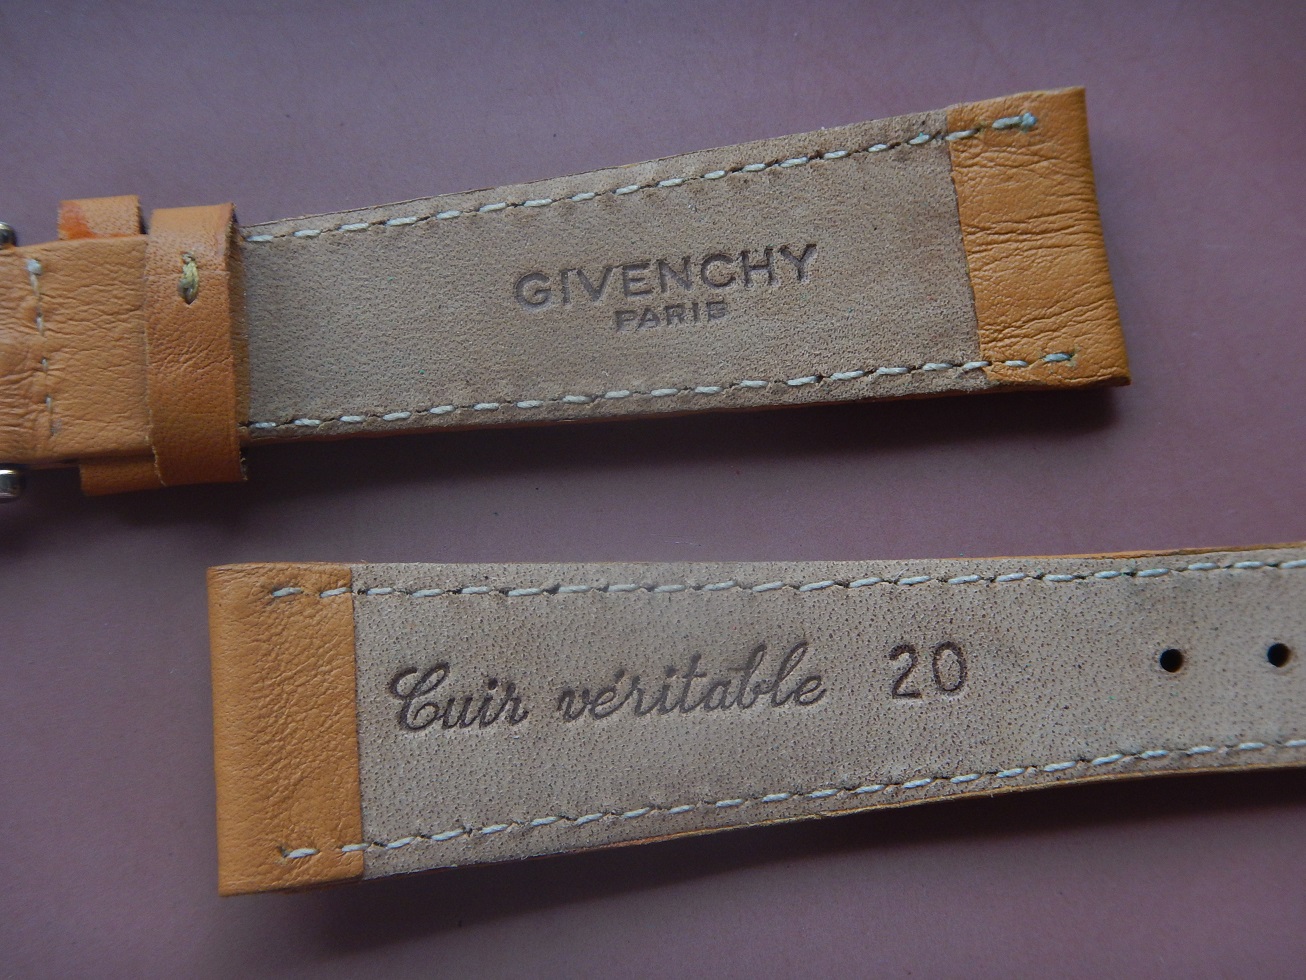 GIVENCHY
PARIS
Cuir véritable 20